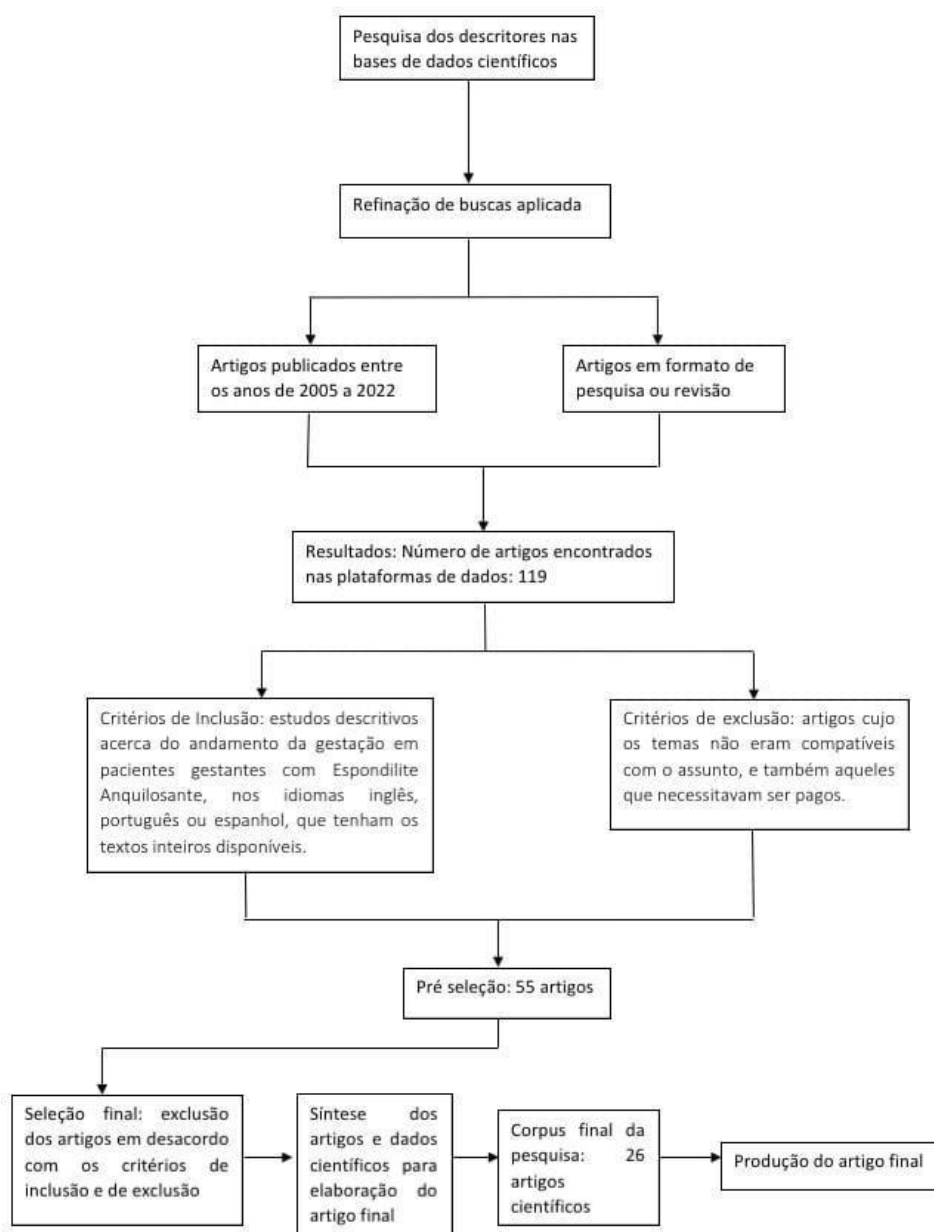 Pesquisa dos descritores nas
bases de dados científicos
Refinação de buscas aplicada
Artigos publicados entre
os anos de 2005 a 2022
Artigos em formato de
pesquisa ou revisão
Resultados: Número de artigos encontrados
nas plataformas de dados: 119
Critérios de Inclusão: estudos descritivos
acerca do andamento da gestação em
pacientes gestantes com Espondilite
Anquilosante, nos idiomas inglês,
português ou espanhol, que tenham os
textos inteiros disponíveis.
Critérios de exclusão: artigos cujo
os temas não eram compatíveis
com o assunto, e também aqueles
que necessitavam ser pagos.
Pré seleção: 55 artigos
Seleção final: exclusão
dos artigos em desacordo
com os critérios de
inclusão e de exclusão
Síntese dos
artigos e dados
científicos para
elaboração do
artigo final
Corpus final da
pesquisa: 26
artigos
científicos
Produção do artigo final